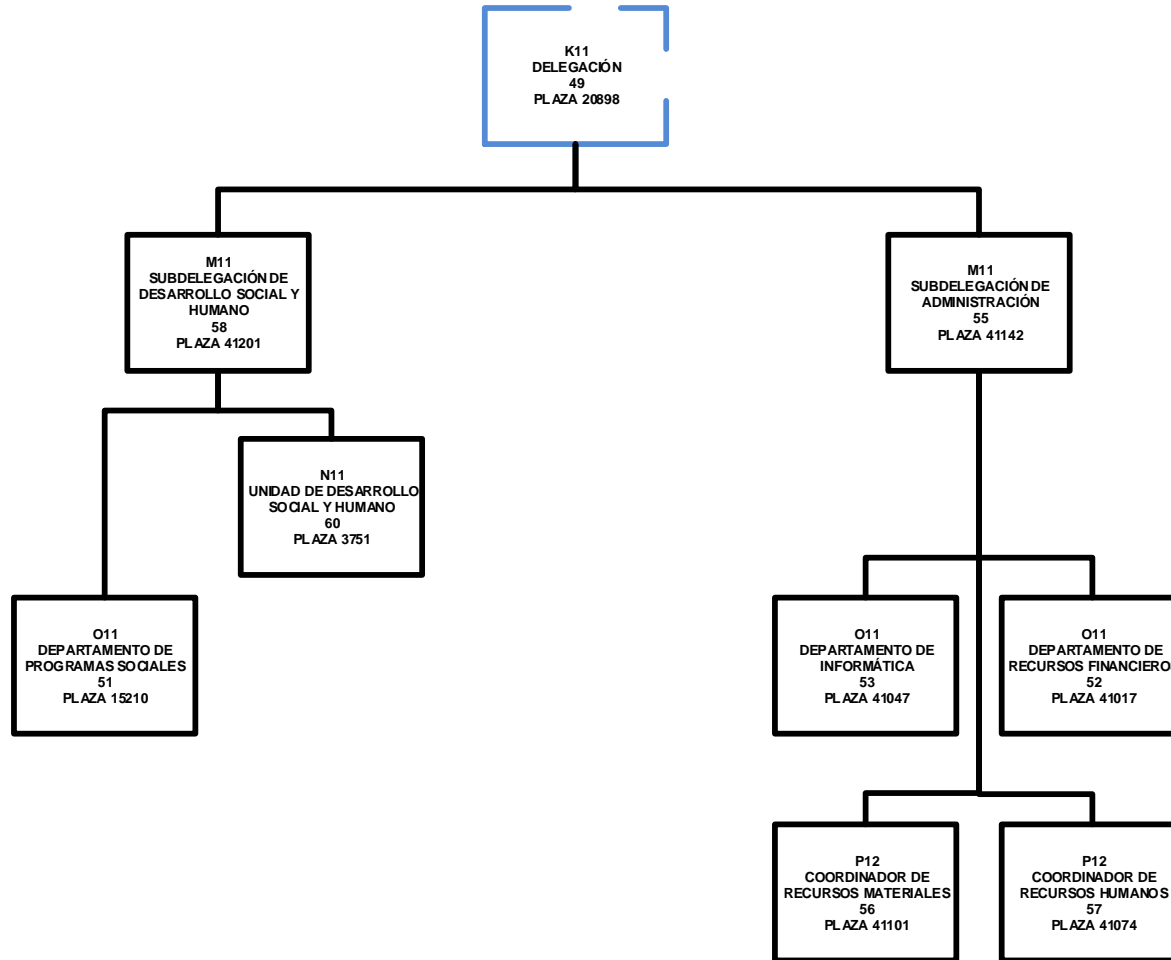 K11
DELEGACIÓN
49
PLAZA 20898
M11
SUBDELEGACIÓN DE
DESARROLLO SOCIAL Y
HUMANO
58
PLAZA 41201
M11
SUBDELEGACIÓN DE
ADMINISTRACIÓN
55
PLAZA 41142
N11
UNIDAD DE DESARROLLO
SOCIAL Y HUMANO
60
PLAZA 3751
O11
DEPARTAMENTO DE
PROGRAMAS SOCIALES
51
PLAZA 15210
O11
DEPARTAMENTO DE
INFORMÁTICA
53
PLAZA 41047
O11
DEPARTAMENTO DE
RECURSOS FINANCIEROS
52
PLAZA 41017
P12
COORDINADOR DE
RECURSOS MATERIALES
56
PLAZA 41101
P12
COORDINADOR DE
RECURSOS HUMANOS
57
PLAZA 41074